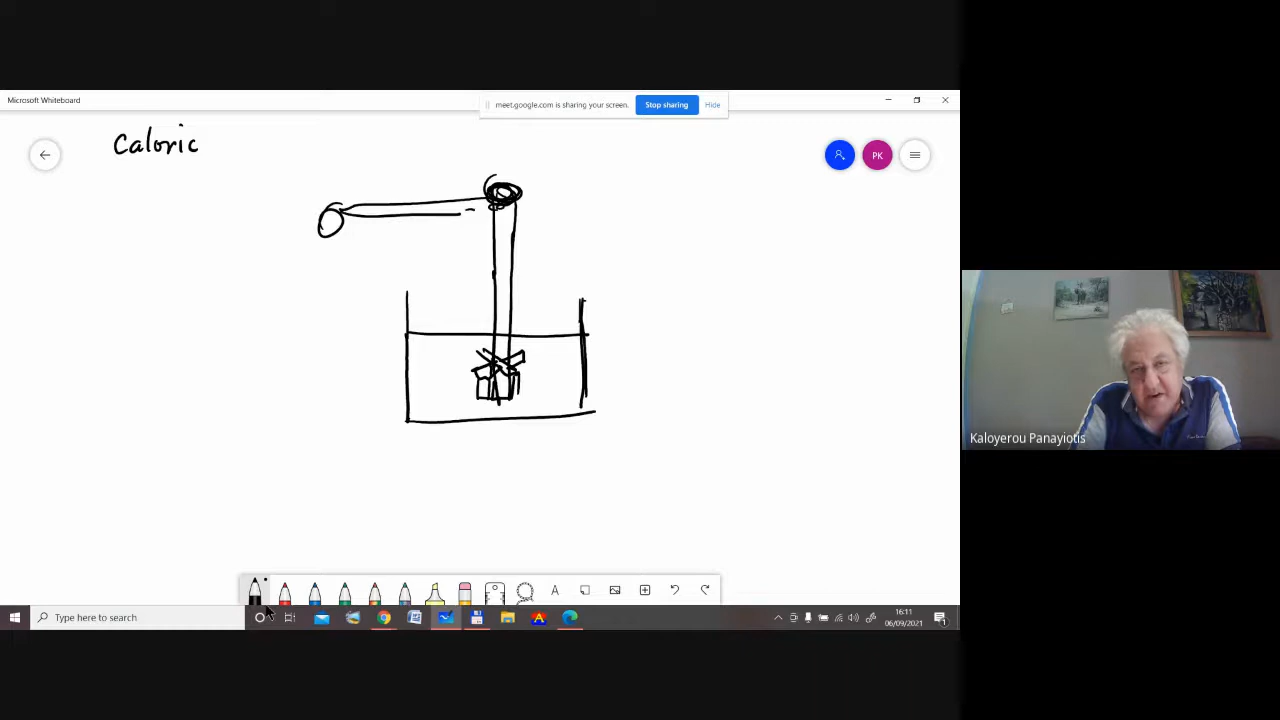 Microsoft Whiteboard
meet.google.com is sharing your screen.
Stop sharing
Hide
Caloric
PK
Kaloyerou Panayiotis
A
Type here to search
16:11
06/09/2021